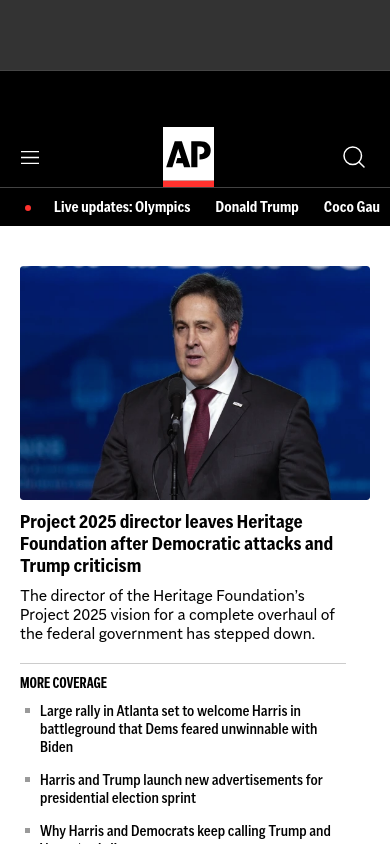 AP
Live updates: Olympics Donald Trump Coco Gau
Project 2025 director leaves Heritage
Foundation after Democratic attacks and
Trump criticism
The director of the Heritage Foundation’s
Project 2025 vision for a complete overhaul of
the federal government has stepped down.
MORE COVERAGE
Large rally in Atlanta set to welcome Harris in
battleground that Dems feared unwinnable with
Biden
Harris and Trump launch new advertisements for
presidential election sprint
Why Harris and Democrats keep calling Trump and